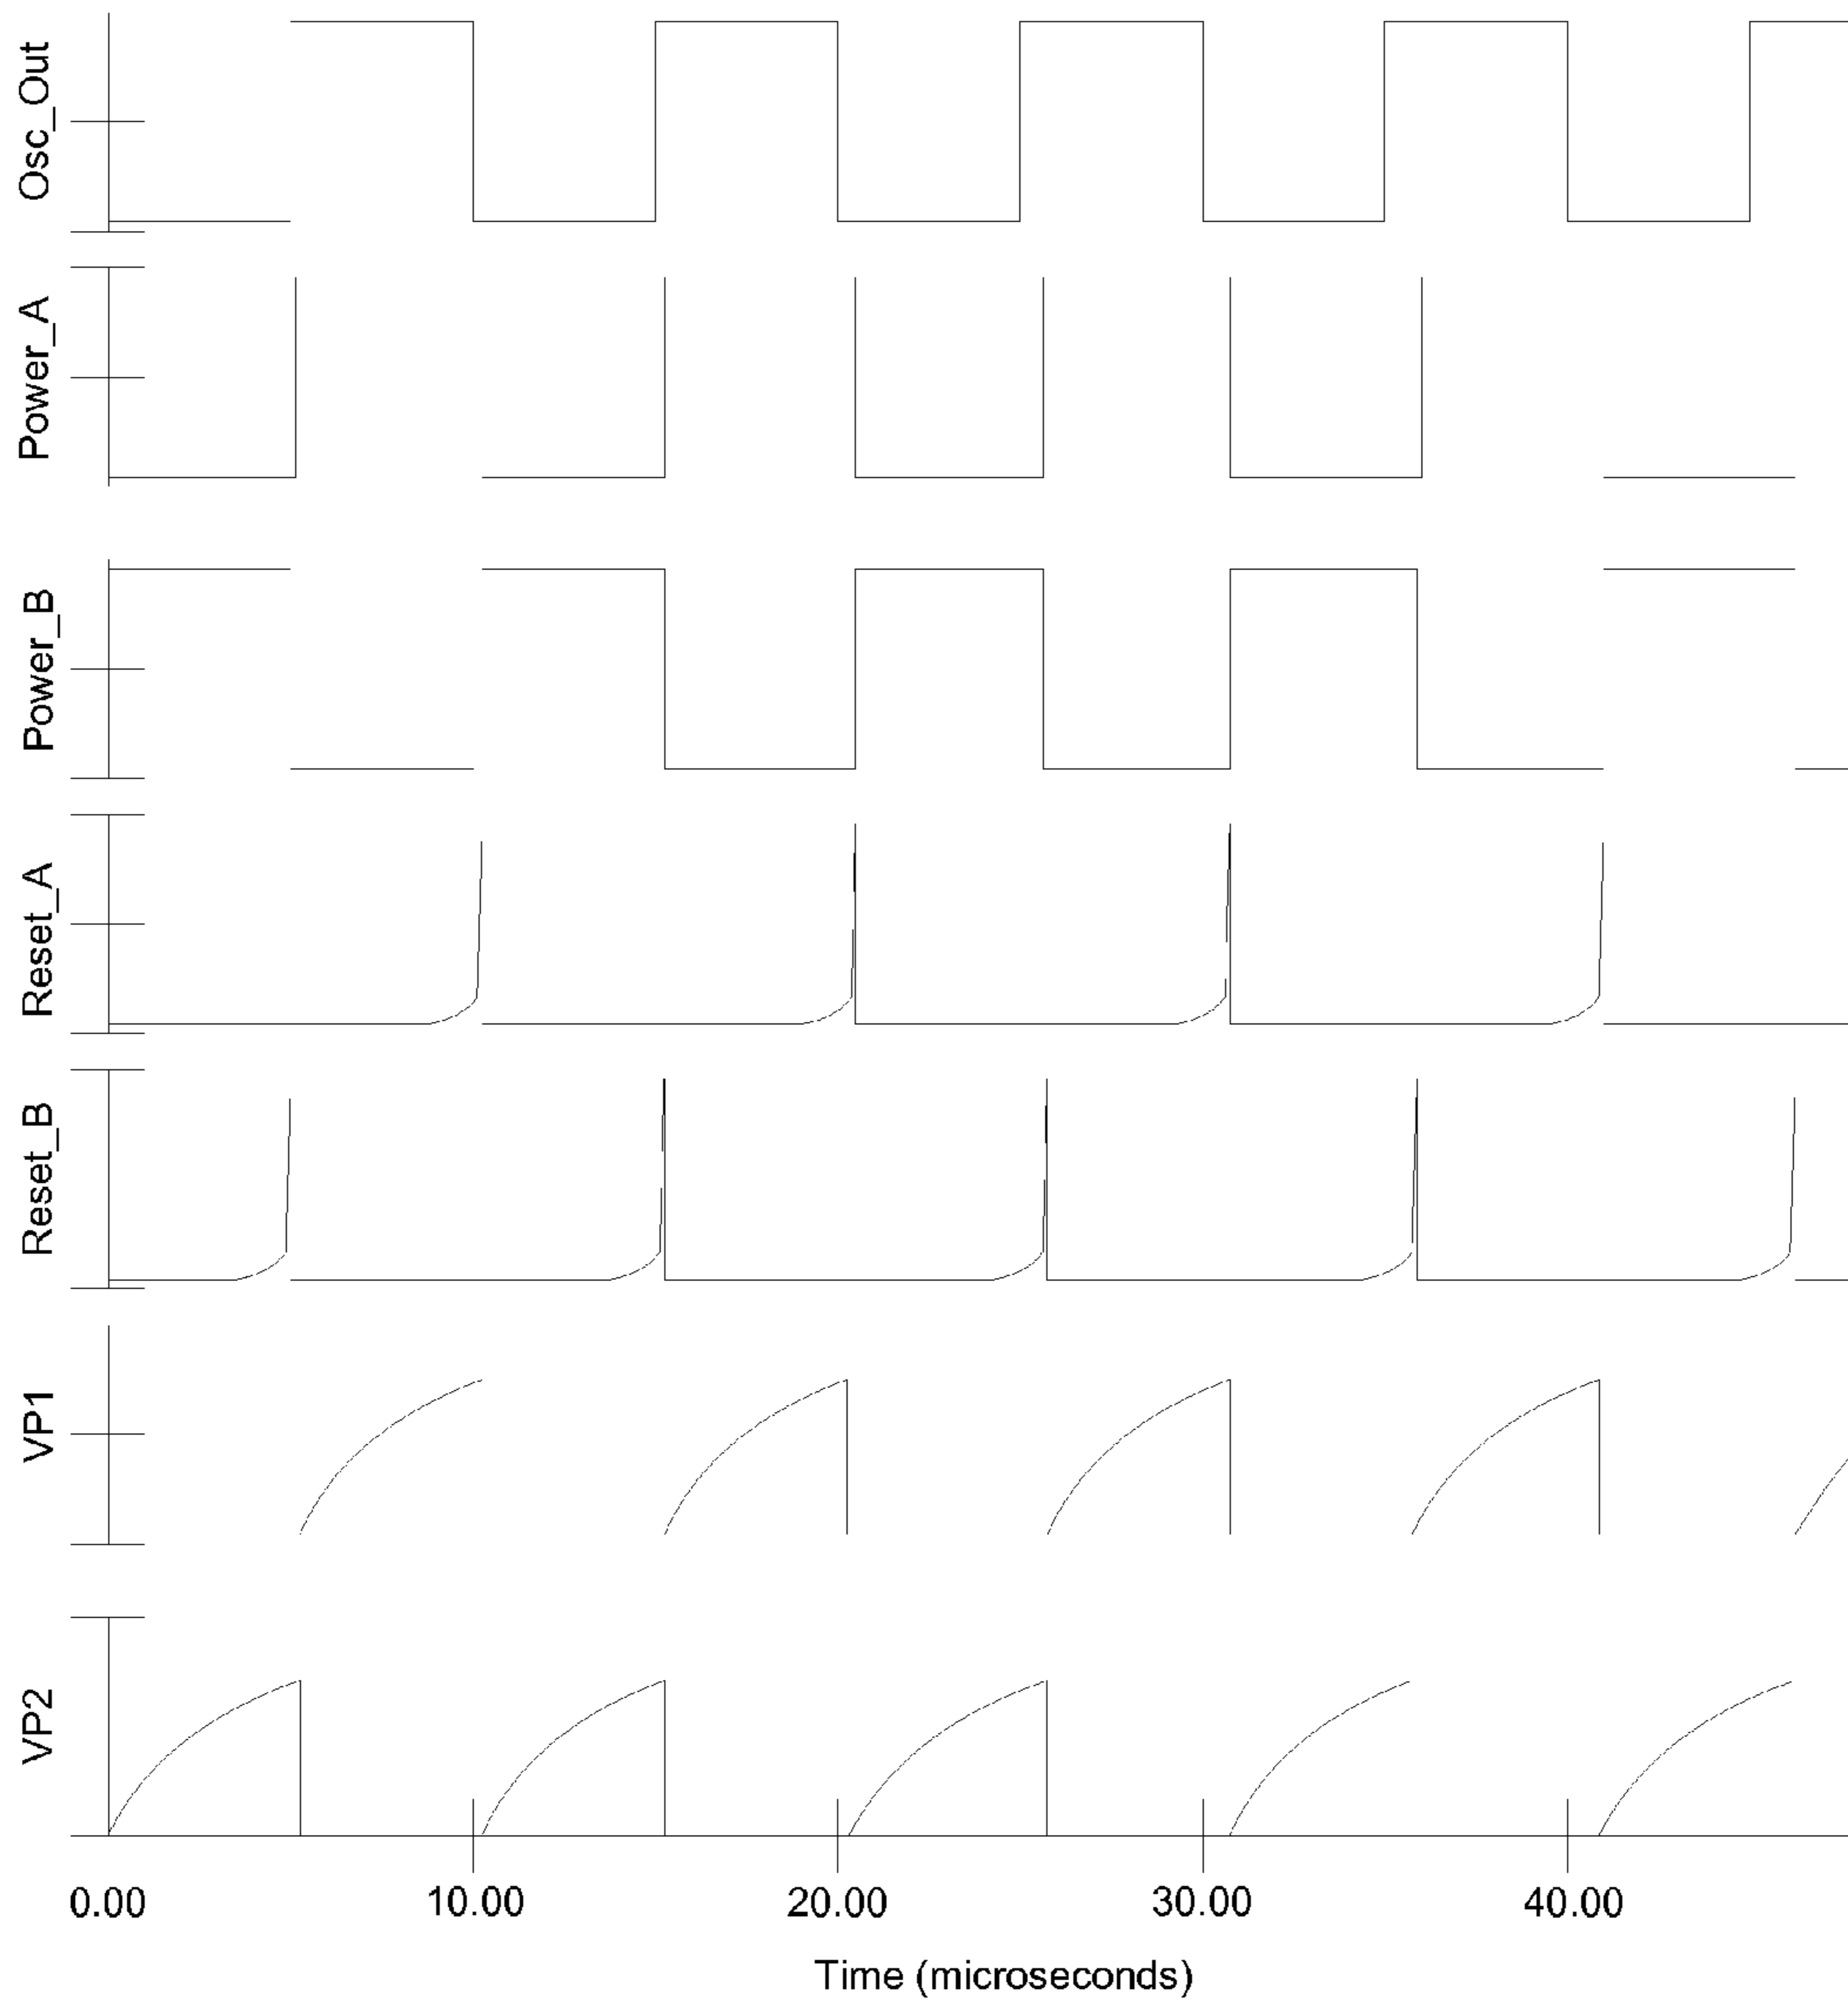 Osc_Out
Power_A
Power_B
Reset_A
Reset_B
VP1
VP2
0.00 10.00 20.00 30.00 40.00
Time (microseconds)